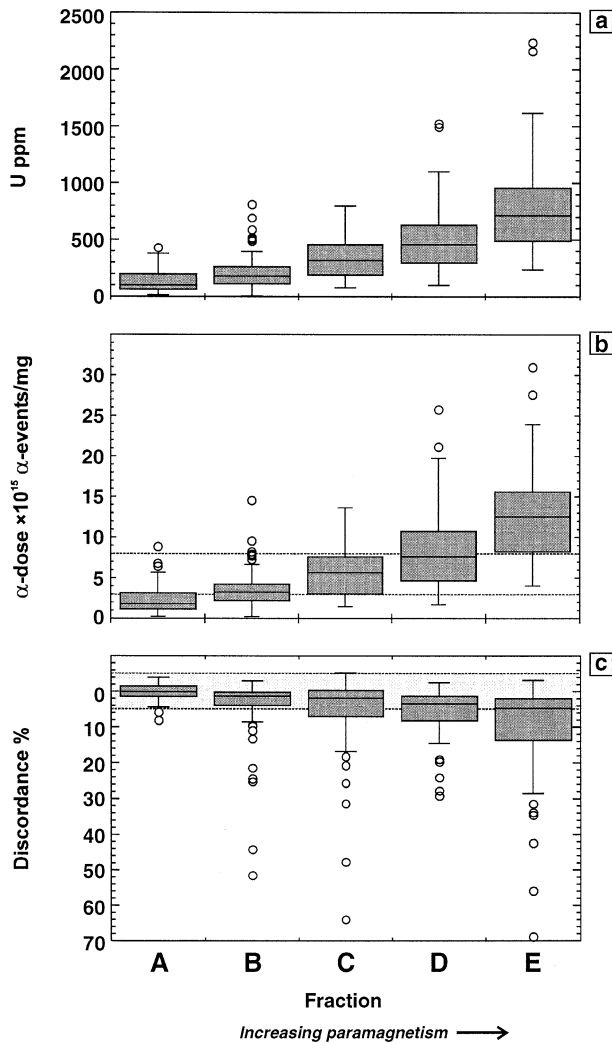 a
2500
2000
1500
1000
500
0
U ppm
b
30
25
20
15
10
5
0
α-dose ×10¹⁵ α-events/mg
c
0
10
20
30
40
50
60
70
Discordance %
A B C D E
Fraction
Increasing paramagnetism